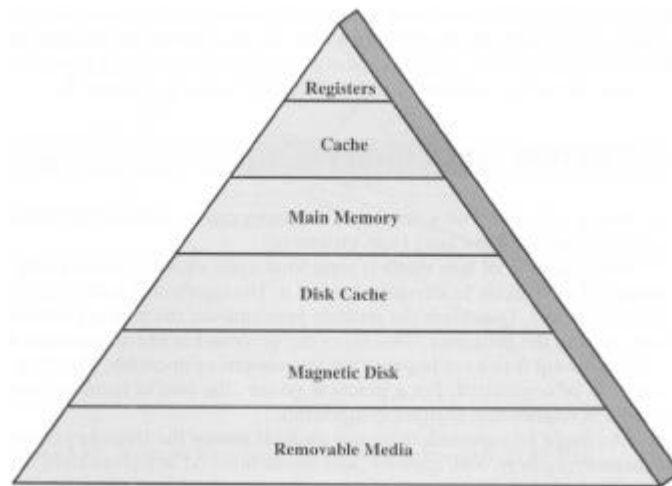 Registers
Cache
Main Memory
Disk Cache
Magnetic Disk
Removable Media